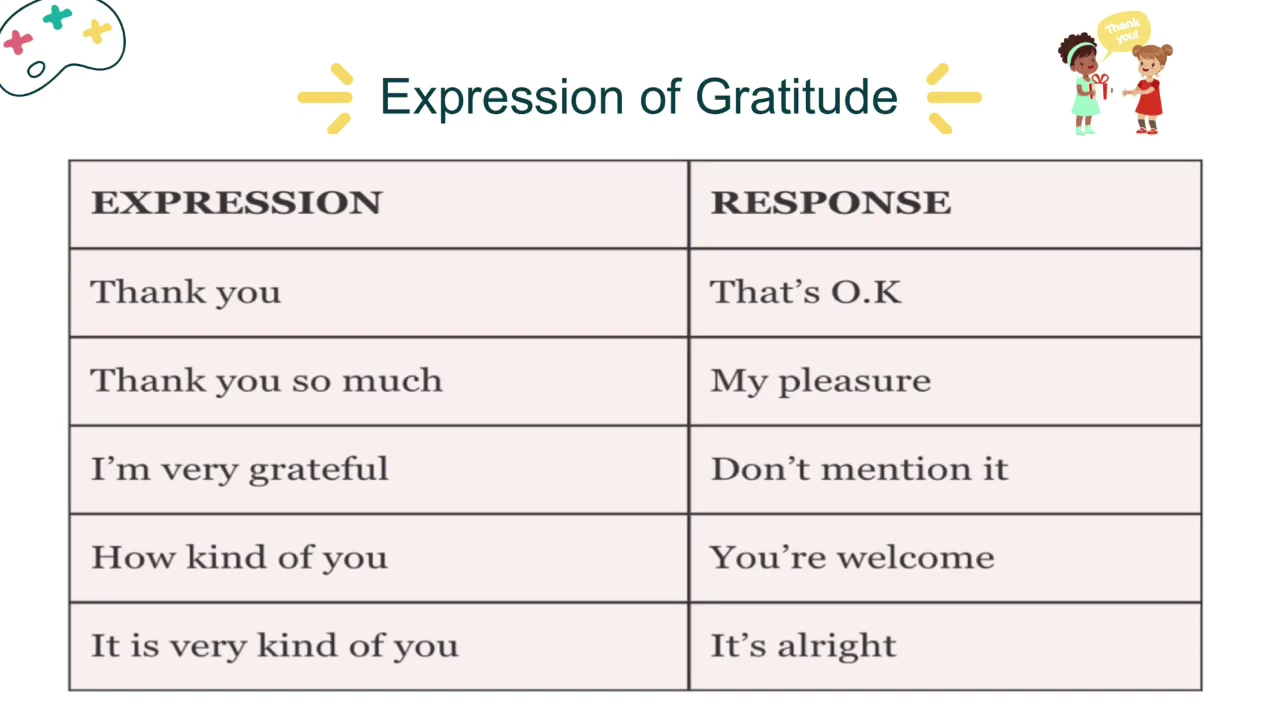 Thank
you!
Expression of Gratitude
EXPRESSION RESPONSE
Thank you That’s O.K
Thank you so much My pleasure
I’m very grateful Don’t mention it
How kind of you You’re welcome
It is very kind of you It’s alright